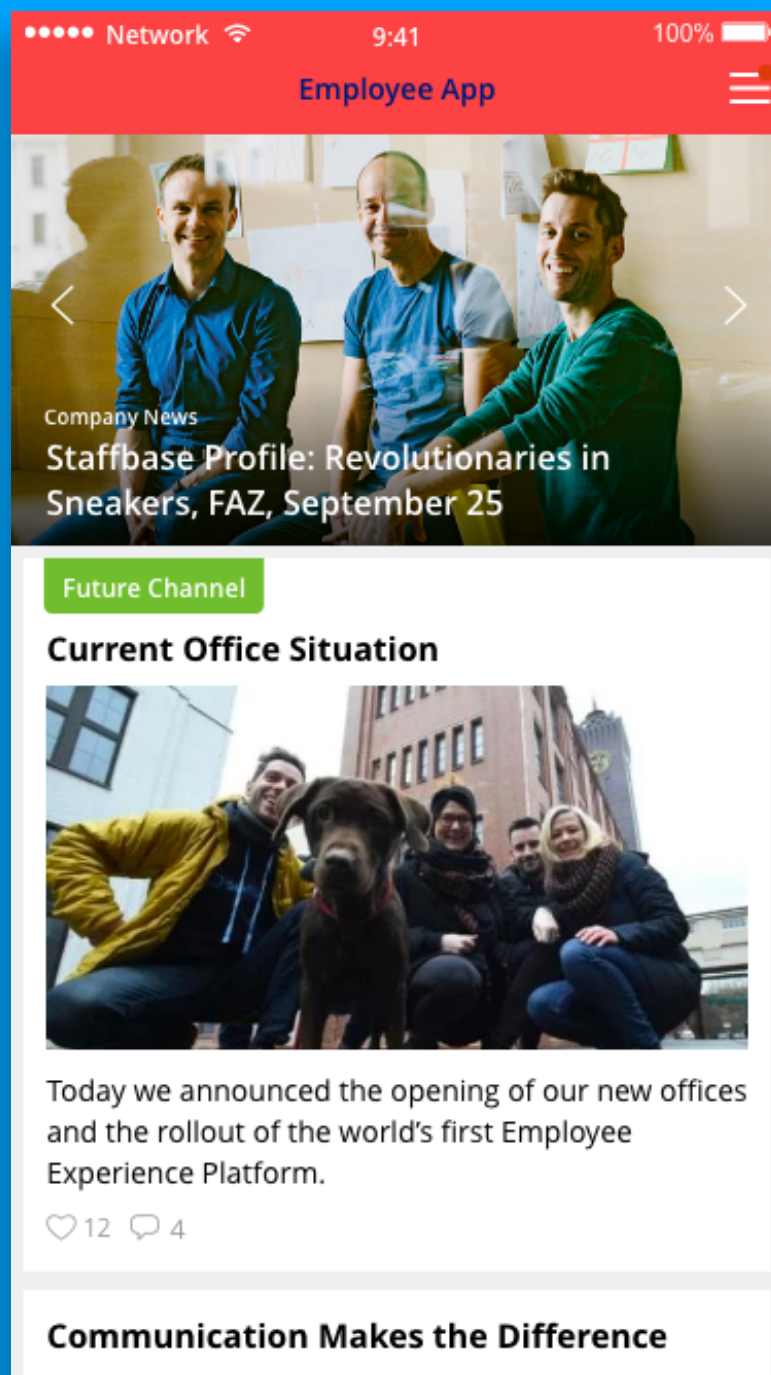 Network 9:41 100%
Employee App
Company News
Staffbase Profile: Revolutionaries in
Sneakers, FAZ, September 25
Future Channel
Current Office Situation
Today we announced the opening of our new offices
and the rollout of the world’s first Employee
Experience Platform.
12 4
Communication Makes the Difference